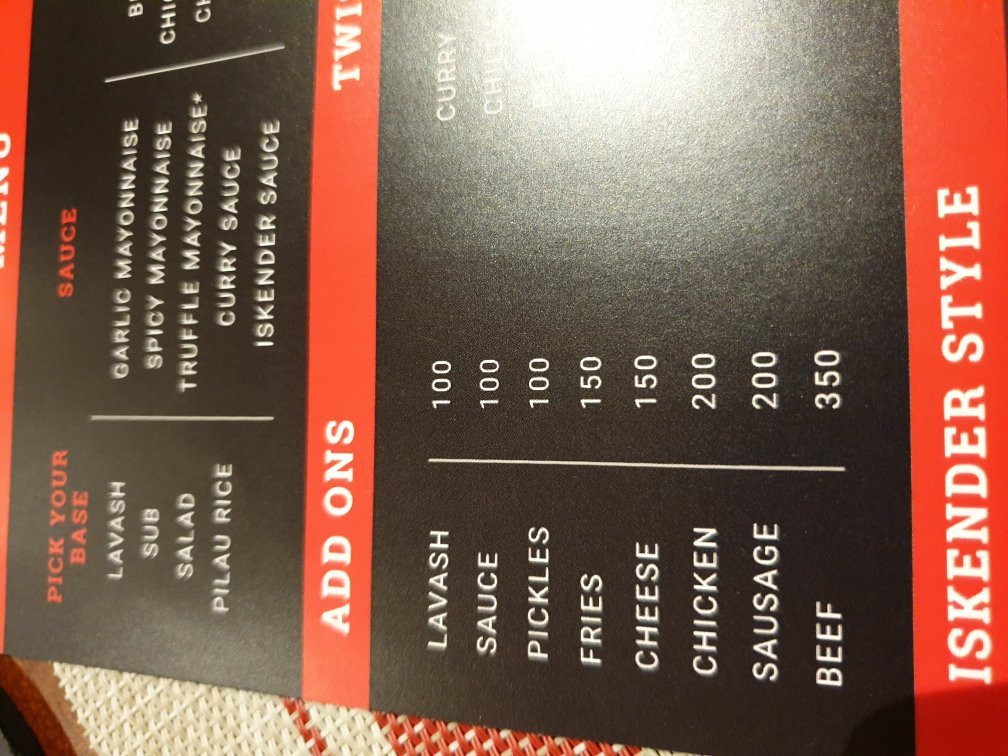 MENU
PICK YOUR
BASE
LAVASH
SUB
SALAD
PILAU RICE
SAUCE
GARLIC MAYONNAISE
SPICY MAYONNAISE
TRUFFLE MAYONNAISE*
CURRY SAUCE
ISKENDER SAUCE
ADD ONS
LAVASH 100
SAUCE 100
PICKLES 100
FRIES 150
CHEESE 150
CHICKEN 200
SAUSAGE 200
BEEF 350
CURRY
ISKENDER STYLE